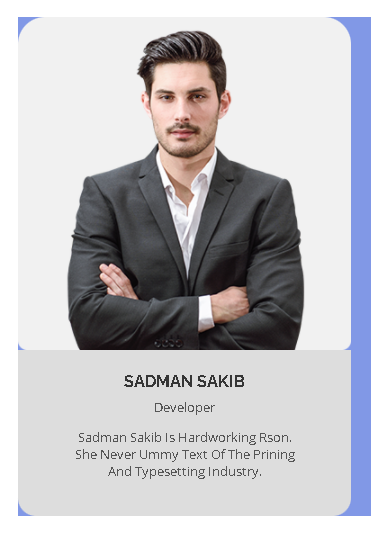 SADMAN SAKIB
Developer
Sadman Sakib Is Hardworking Rson.
She Never Ummy Text Of The Prining
And Typesetting Industry.